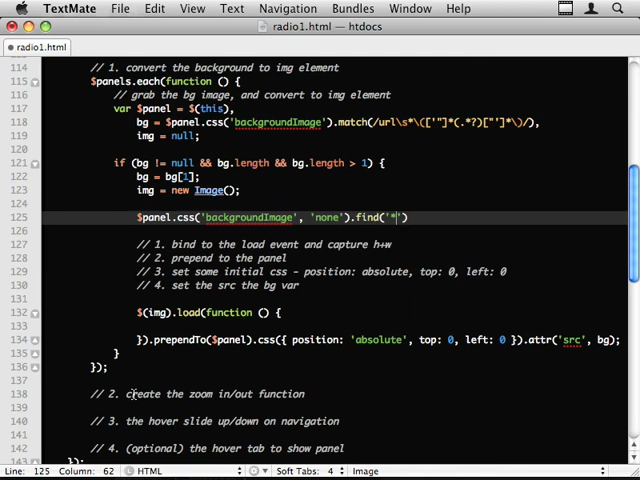 TextMate File Edit View Text Navigation Bundles Window Help
radio1.html — htdocs
radio1.html
114 // 1. convert the background to img element
115 $panels.each(function () {
116 // grab the bg image, and convert to img element
117 var $panel = $(this),
118 bg = $panel.css('backgroundImage').match(/url\s*\(['"]*(.*?)["']*\)/),
119 img = null;
120
121 if (bg != null && bg.length && bg.length > 1) {
122 bg = bg[1];
123 img = new Image();
124
125 $panel.css('backgroundImage', 'none').find('*')
126
127 // 1. bind to the load event and capture h+w
128 // 2. prepend to the panel
129 // 3. set some initial css - position: absolute, top: 0, left: 0
130 // 4. set the src the bg var
131
132 $(img).load(function () {
133
134 }).prependTo($panel).css({ position: 'absolute', top: 0, left: 0 }).attr('src', bg);
135 }
136 });
137
138 // 2. create the zoom in/out function
139
140 // 3. the hover slide up/down on navigation
141
142 // 4. (optional) the hover tab to show panel
143 });
Line: 125 Column: 62 HTML Soft Tabs: 4 Image